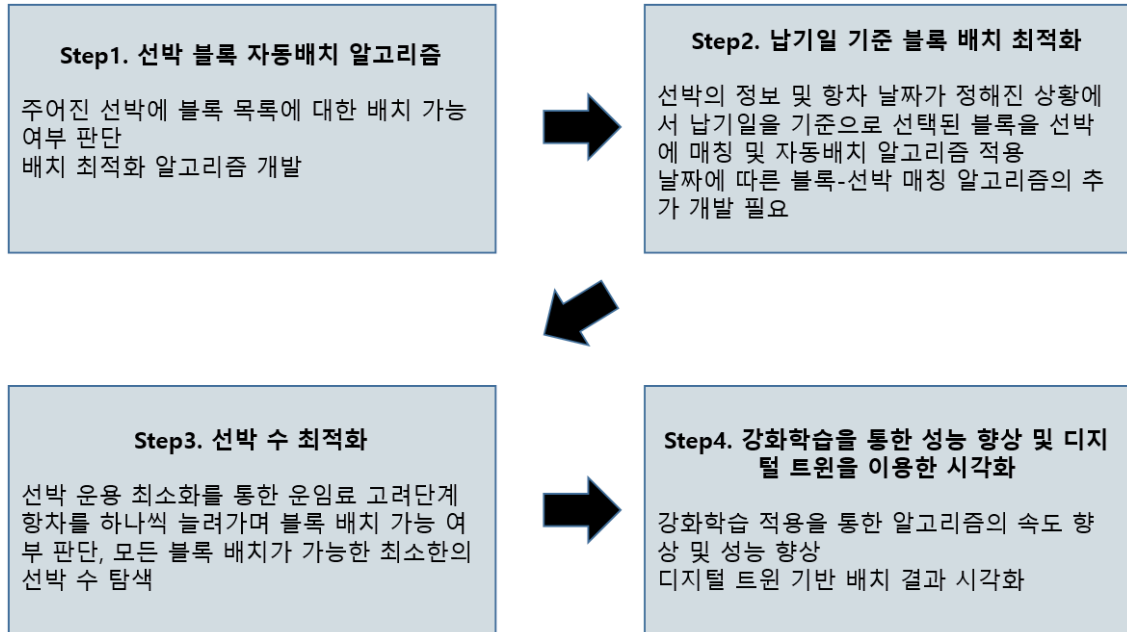 Step1. 선박 블록 자동배치 알고리즘
주어진 선박에 블록 목록에 대한 배치 가능
여부 판단
배치 최적화 알고리즘 개발
Step2. 납기일 기준 블록 배치 최적화
선박의 정보 및 항차 날짜가 정해진 상황에
서 납기일을 기준으로 선택된 블록을 선박
에 매칭 및 자동배치 알고리즘 적용
날짜에 따른 블록-선박 매칭 알고리즘의 추
가 개발 필요
Step3. 선박 수 최적화
선박 운용 최소화를 통한 운임료 고려단계
항차를 하나씩 늘려가며 블록 배치 가능 여
부 판단, 모든 블록 배치가 가능한 최소한의
선박 수 탐색
Step4. 강화학습을 통한 성능 향상 및 디지
털 트윈을 이용한 시각화
강화학습 적용을 통한 알고리즘의 속도 향
상 및 성능 향상
디지털 트윈 기반 배치 결과 시각화